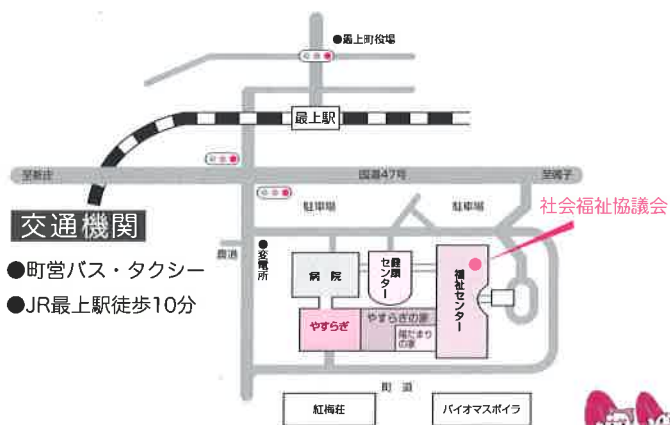 ●最上町役場
最上駅
至新庄
国道47号
至鳴子
駐車場
駐車場
社会福祉協議会
交通機関
●町営バス・タクシー
●JR最上駅徒歩10分
農道
●変電所
病院
健康センター
福祉センター
やすらぎ
やすらぎの家
陽だまりの家
町道
紅梅荘
バイオマスボイラ